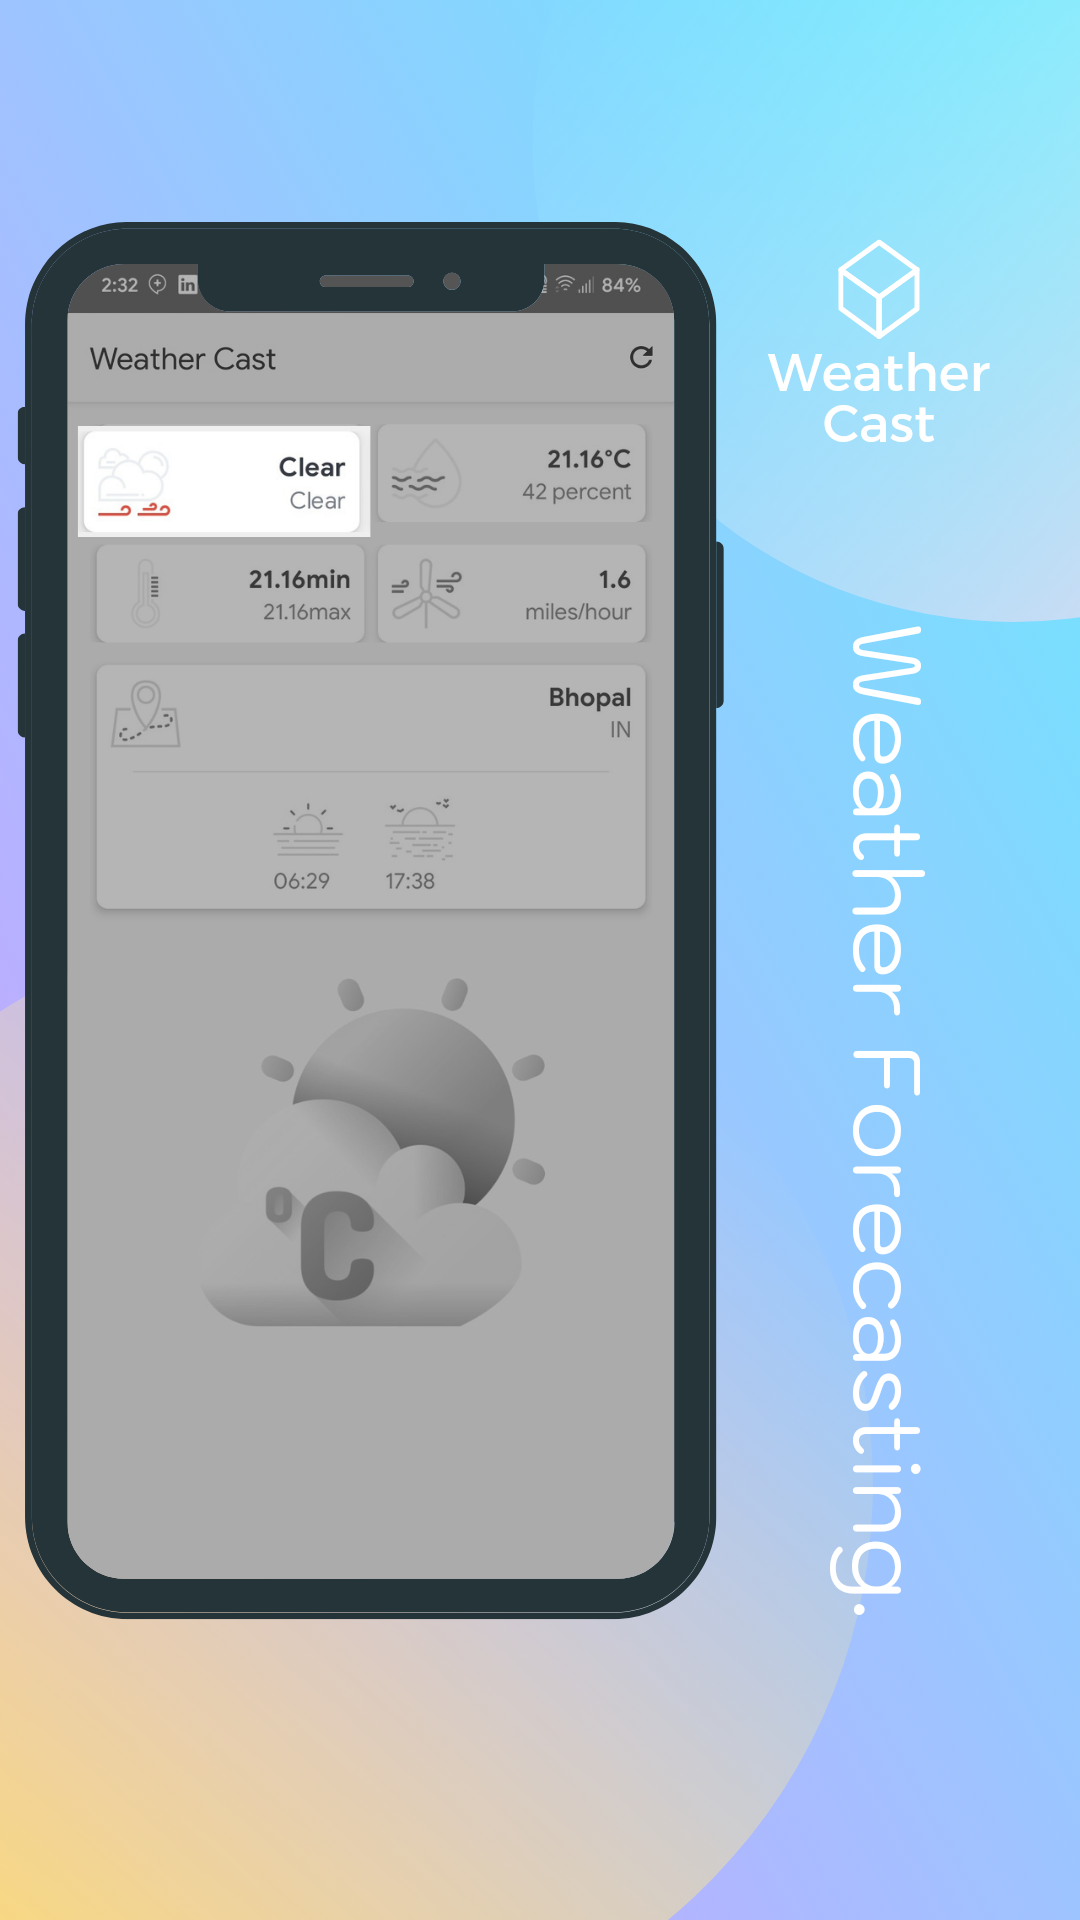 2:32
in
84%
Weather Cast
Clear
Clear
21.16°C
42 percent
21.16min
21.16max
1.6
miles/hour
Bhopal
IN
06:29
17:38
°C
Weather
Cast
Weather Forecasting.